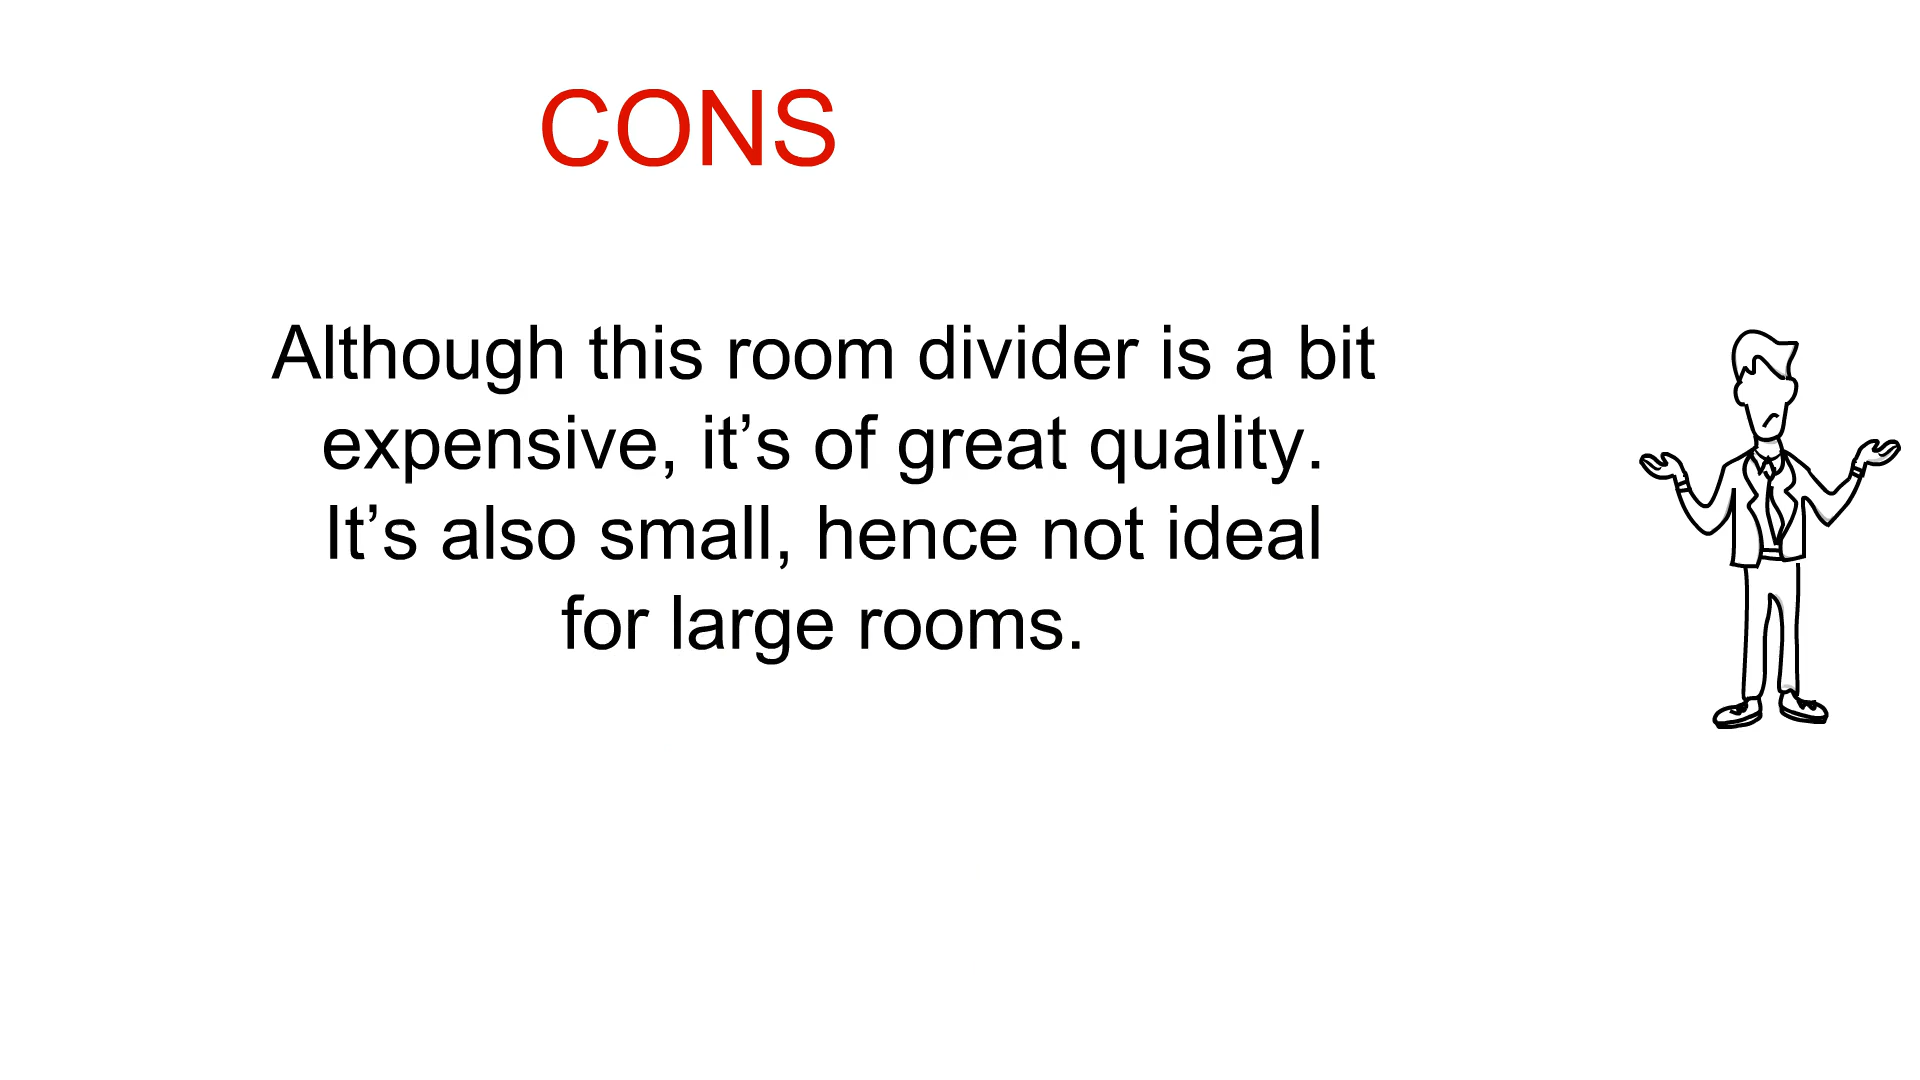 CONS
Although this room divider is a bit
expensive, it’s of great quality.
It’s also small, hence not ideal
for large rooms.